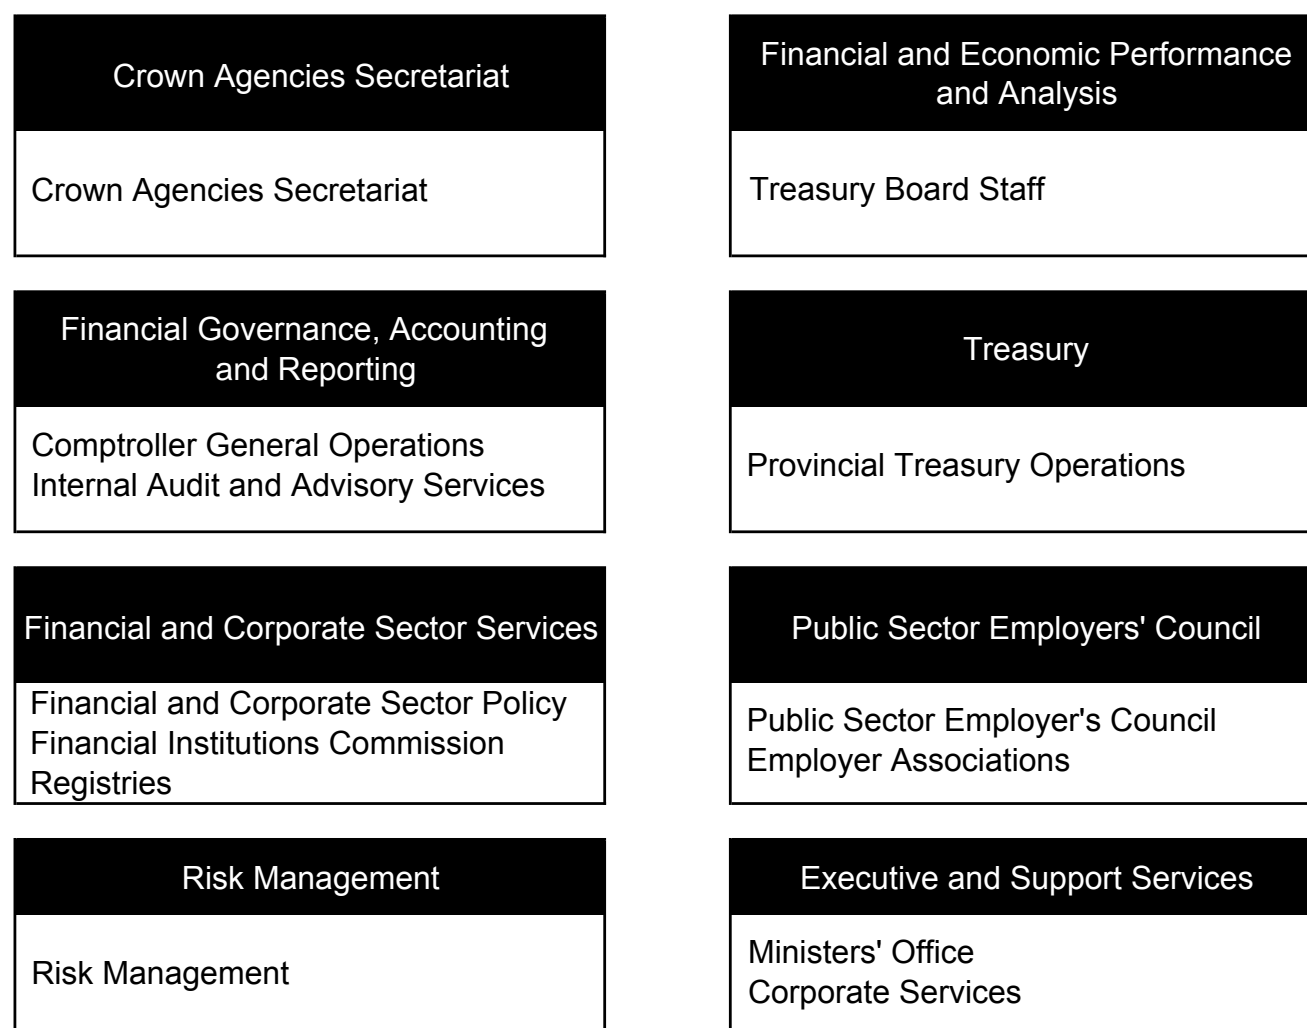 Crown Agencies Secretariat
Crown Agencies Secretariat
Financial and Economic Performance
and Analysis
Treasury Board Staff
Financial Governance, Accounting
and Reporting
Comptroller General Operations
Internal Audit and Advisory Services
Treasury
Provincial Treasury Operations
Financial and Corporate Sector Services
Financial and Corporate Sector Policy
Financial Institutions Commission
Registries
Public Sector Employers' Council
Public Sector Employer's Council
Employer Associations
Risk Management
Risk Management
Executive and Support Services
Ministers' Office
Corporate Services